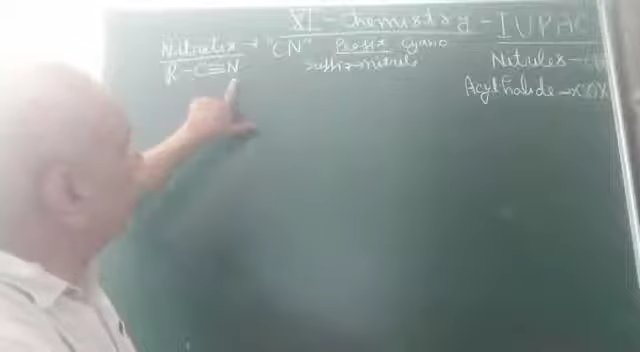 XI - Chemistry - IUPAC
Nitriles → "CN" Prefix cyano
R-C≡N suffix-nitrile
Nitriles -
Acyl halide → COX